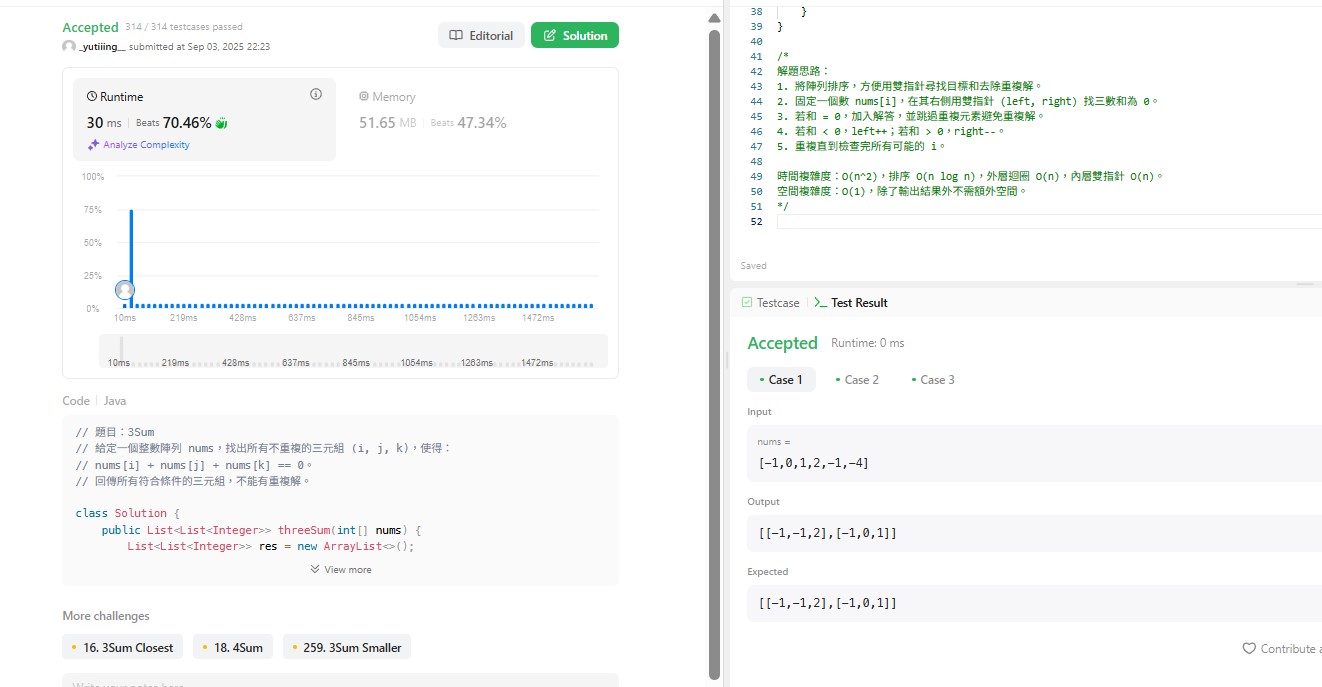 Accepted 314 / 314 testcases passed
_yutiiing__ submitted at Sep 03, 2025 22:23
Editorial
Solution
Runtime
30 ms | Beats 70.46%
Analyze Complexity
Memory
51.65 MB | Beats 47.34%
100%
75%
50%
25%
0%
10ms 219ms 428ms 637ms 845ms 1054ms 1263ms 1472ms
10ms 219ms 428ms 637ms 845ms 1054ms 1263ms 1472ms
Code | Java
// 題目：3Sum
// 給定一個整數陣列 nums，找出所有不重複的三元組 (i, j, k)，使得：
// nums[i] + nums[j] + nums[k] == 0。
// 回傳所有符合條件的三元組，不能有重複解。
class Solution {
public List<List<Integer>> threeSum(int[] nums) {
List<List<Integer>> res = new ArrayList<>();
View more
More challenges
16. 3Sum Closest
18. 4Sum
259. 3Sum Smaller
Write your notes here
38 }
39 }
40
41 /*
42 解題思路：
43 1. 將陣列排序，方便用雙指針尋找目標和去除重複解。
44 2. 固定一個數 nums[i]，在其右側用雙指針 (left, right) 找三數和為 0。
45 3. 若和 = 0，加入解答，並跳過重複元素避免重複解。
46 4. 若和 < 0，left++；若和 > 0，right--。
47 5. 重複直到檢查完所有可能的 i。
48
49 時間複雜度：O(n^2)，排序 O(n log n)，外層迴圈 O(n)，內層雙指針 O(n)。
50 空間複雜度：O(1)，除了輸出結果外不需額外空間。
51 */
52
Saved
Testcase | Test Result
Accepted Runtime: 0 ms
Case 1
Case 2
Case 3
Input
nums =
[-1,0,1,2,-1,-4]
Output
[[-1,-1,2],[-1,0,1]]
Expected
[[-1,-1,2],[-1,0,1]]
Contribute a